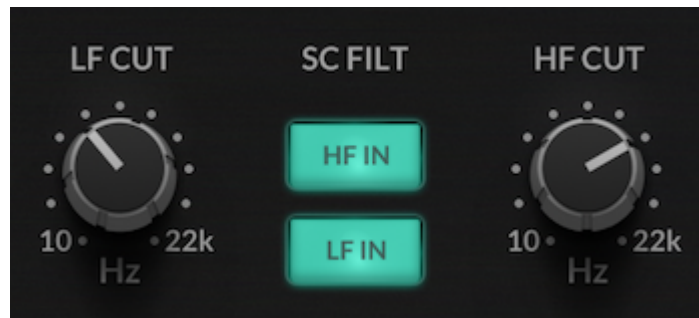 LF CUT
SC FILT
HF CUT
HF IN
LF IN
10
22k
Hz
10
22k
Hz